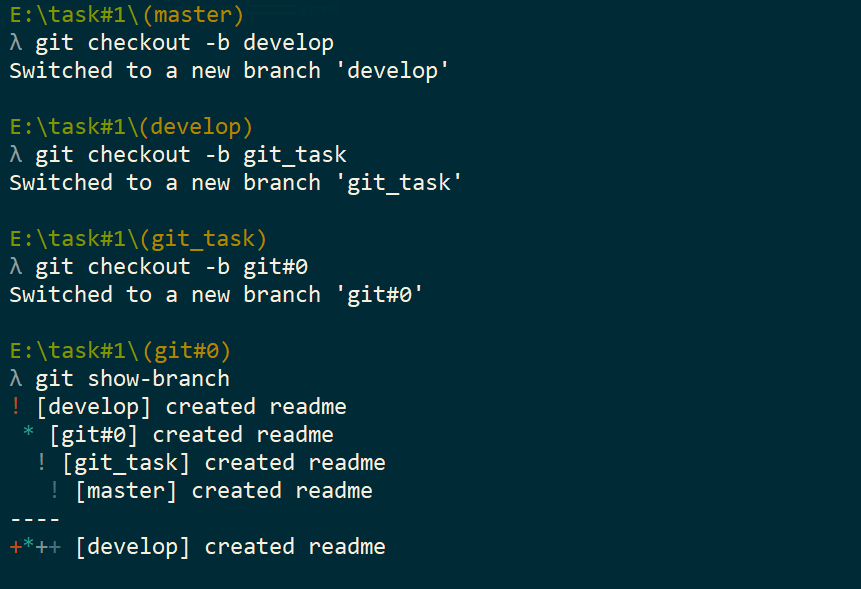 E:\task#1\(master)
λ git checkout -b develop
Switched to a new branch 'develop'
E:\task#1\(develop)
λ git checkout -b git_task
Switched to a new branch 'git_task'
E:\task#1\(git_task)
λ git checkout -b git#0
Switched to a new branch 'git#0'
E:\task#1\(git#0)
λ git show-branch
! [develop] created readme
 * [git#0] created readme
  ! [git_task] created readme
   ! [master] created readme
----
+*++ [develop] created readme